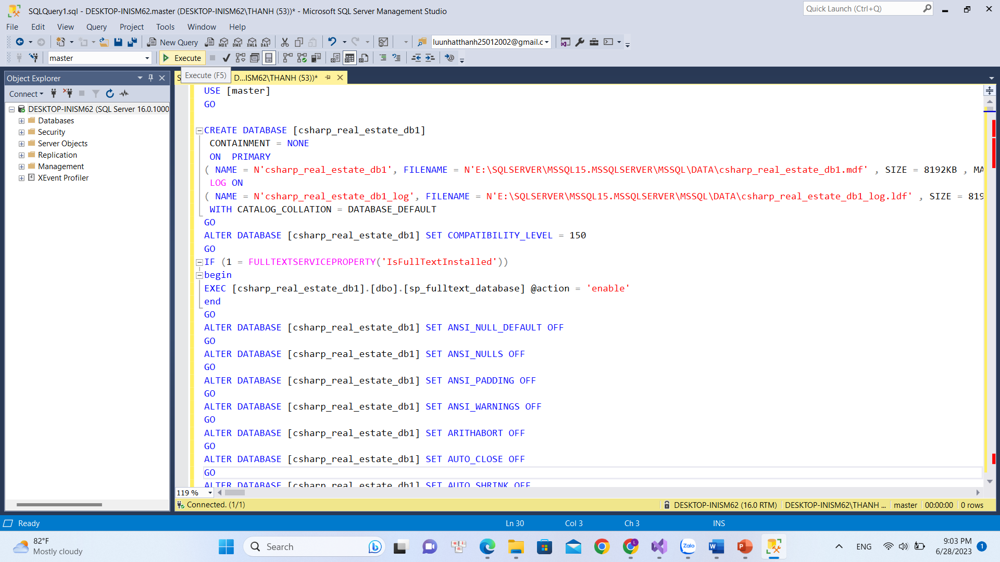 SQLQuery1.sql - DESKTOP-INISM62.master (DESKTOP-INISM62\THANH (53))* - Microsoft SQL Server Management Studio
Quick Launch (Ctrl+Q)
File Edit View Query Project Tools Window Help
New Query
MDX DMX XMLA DAX
luunhatthanh25012002@gmail.c
master
Execute
Object Explorer
Execute (F5)
D...ISM62\THANH (53))*
Connect
DESKTOP-INISM62 (SQL Server 16.0.1000
Databases
Security
Server Objects
Replication
Management
XEvent Profiler
USE [master]
GO
CREATE DATABASE [csharp_real_estate_db1]
CONTAINMENT = NONE
ON PRIMARY
( NAME = N'csharp_real_estate_db1', FILENAME = N'E:\SQLSERVER\MSSQL15.MSSQLSERVER\MSSQL\DATA\csharp_real_estate_db1.mdf' , SIZE = 8192KB , MA
LOG ON
( NAME = N'csharp_real_estate_db1_log', FILENAME = N'E:\SQLSERVER\MSSQL15.MSSQLSERVER\MSSQL\DATA\csharp_real_estate_db1_log.ldf' , SIZE = 819
WITH CATALOG_COLLATION = DATABASE_DEFAULT
GO
ALTER DATABASE [csharp_real_estate_db1] SET COMPATIBILITY_LEVEL = 150
GO
IF (1 = FULLTEXTSERVICEPROPERTY('IsFullTextInstalled'))
begin
EXEC [csharp_real_estate_db1].[dbo].[sp_fulltext_database] @action = 'enable'
end
GO
ALTER DATABASE [csharp_real_estate_db1] SET ANSI_NULL_DEFAULT OFF
GO
ALTER DATABASE [csharp_real_estate_db1] SET ANSI_NULLS OFF
GO
ALTER DATABASE [csharp_real_estate_db1] SET ANSI_PADDING OFF
GO
ALTER DATABASE [csharp_real_estate_db1] SET ANSI_WARNINGS OFF
GO
ALTER DATABASE [csharp_real_estate_db1] SET ARITHABORT OFF
GO
ALTER DATABASE [csharp_real_estate_db1] SET AUTO_CLOSE OFF
GO
ALTER DATABASE [csharp_real_estate_db1] SET AUTO_SHRINK OFF
119 %
Connected. (1/1)
DESKTOP-INISM62 (16.0 RTM) DESKTOP-INISM62\THANH ... master 00:00:00 0 rows
Ready
Ln 30 Col 3 Ch 3 INS
82°F
Mostly cloudy
Search
L
Zalo
W
P
ENG
9:03 PM
6/28/2023
1